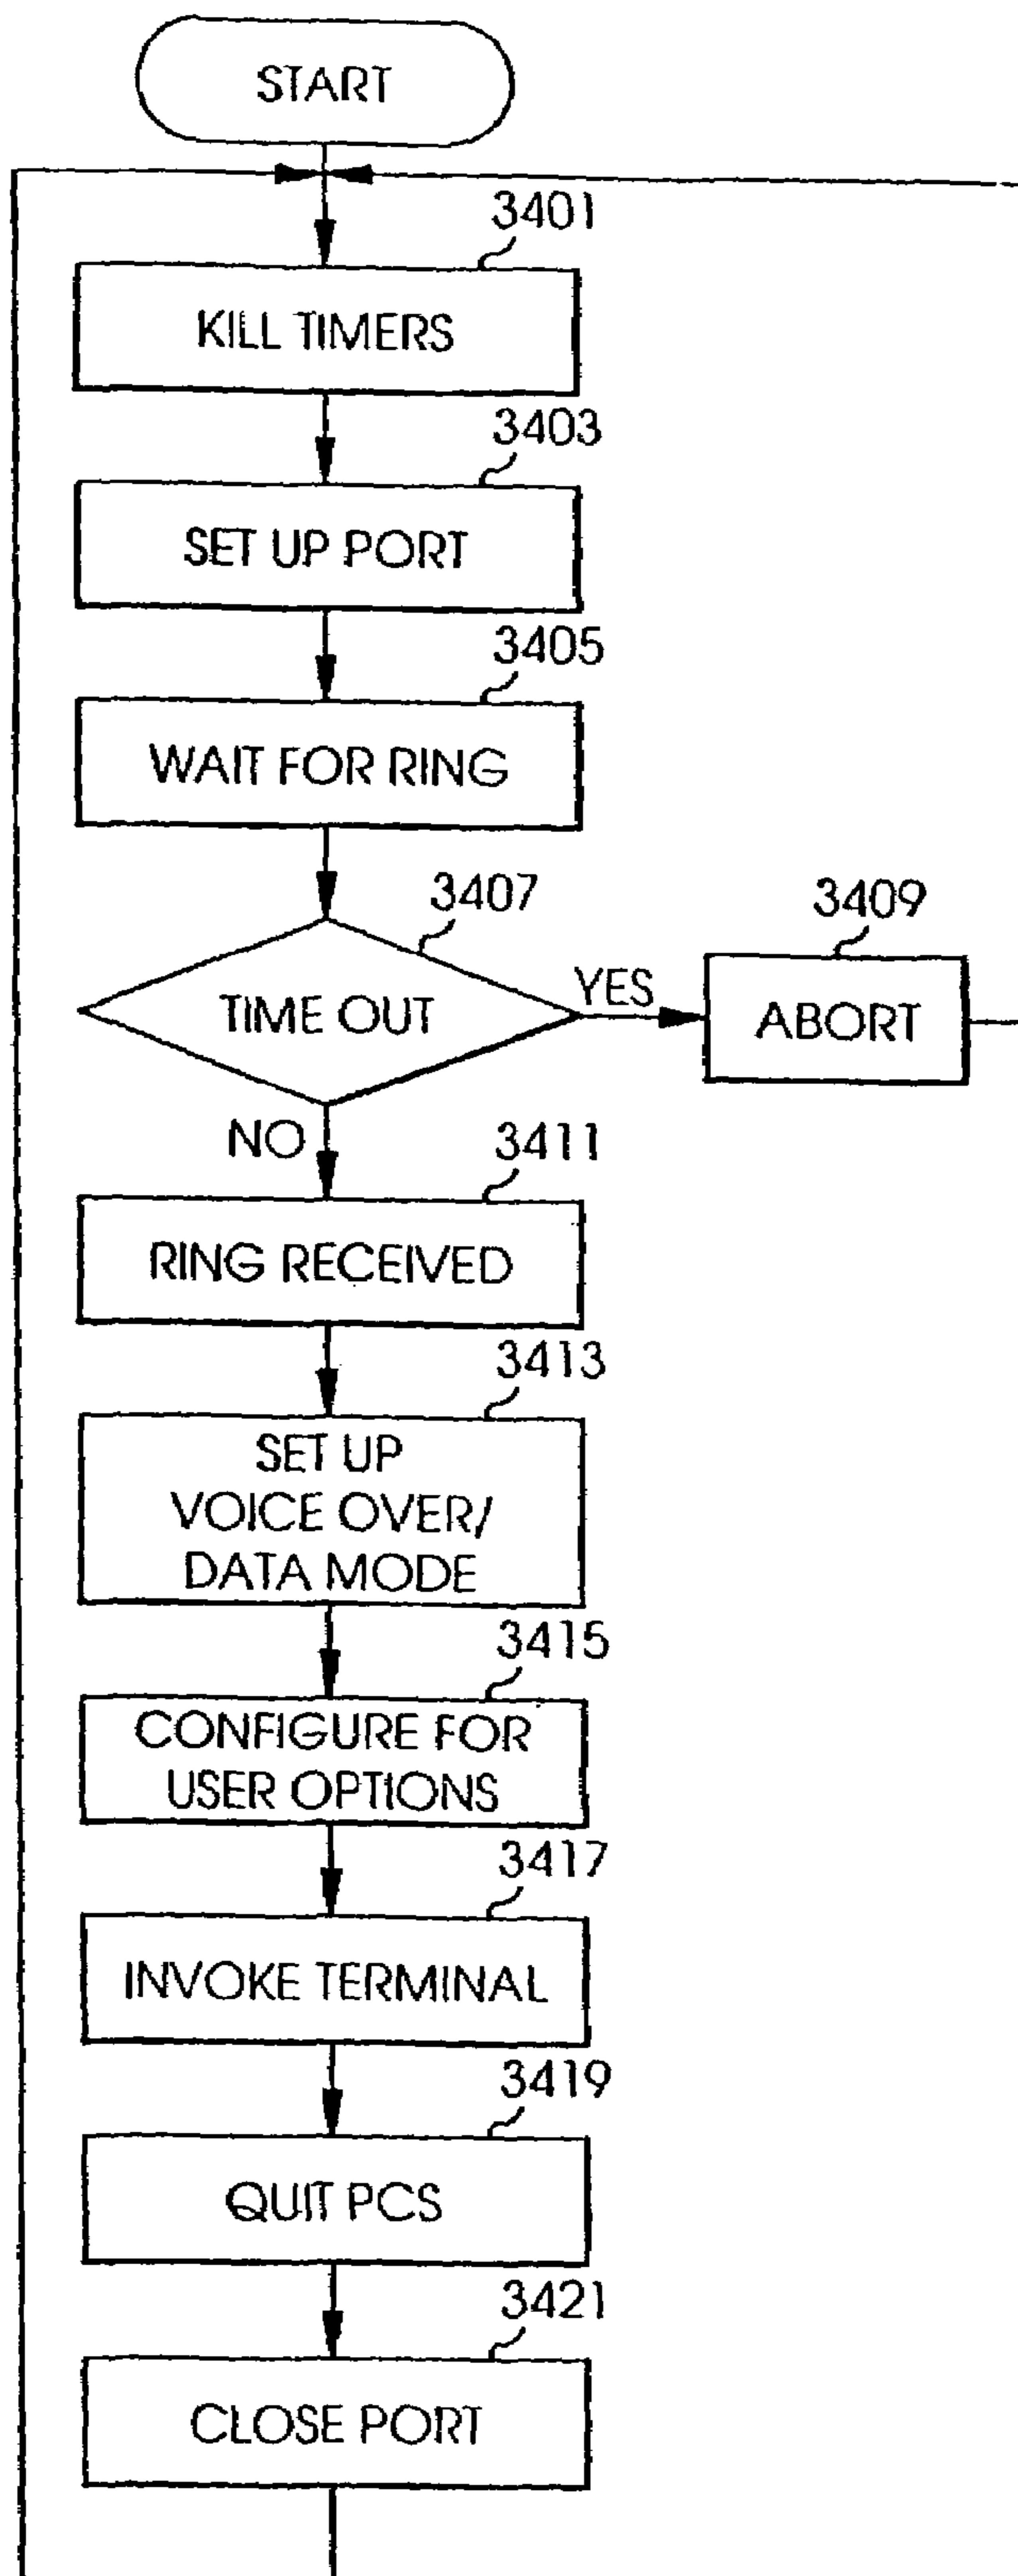 START
3401
KILL TIMERS
3403
SET UP PORT
3405
WAIT FOR RING
3407
TIME OUT
YES
3409
ABORT
NO
3411
RING RECEIVED
3413
SET UP
VOICE OVER/
DATA MODE
3415
CONFIGURE FOR
USER OPTIONS
3417
INVOKE TERMINAL
3419
QUIT PCS
3421
CLOSE PORT